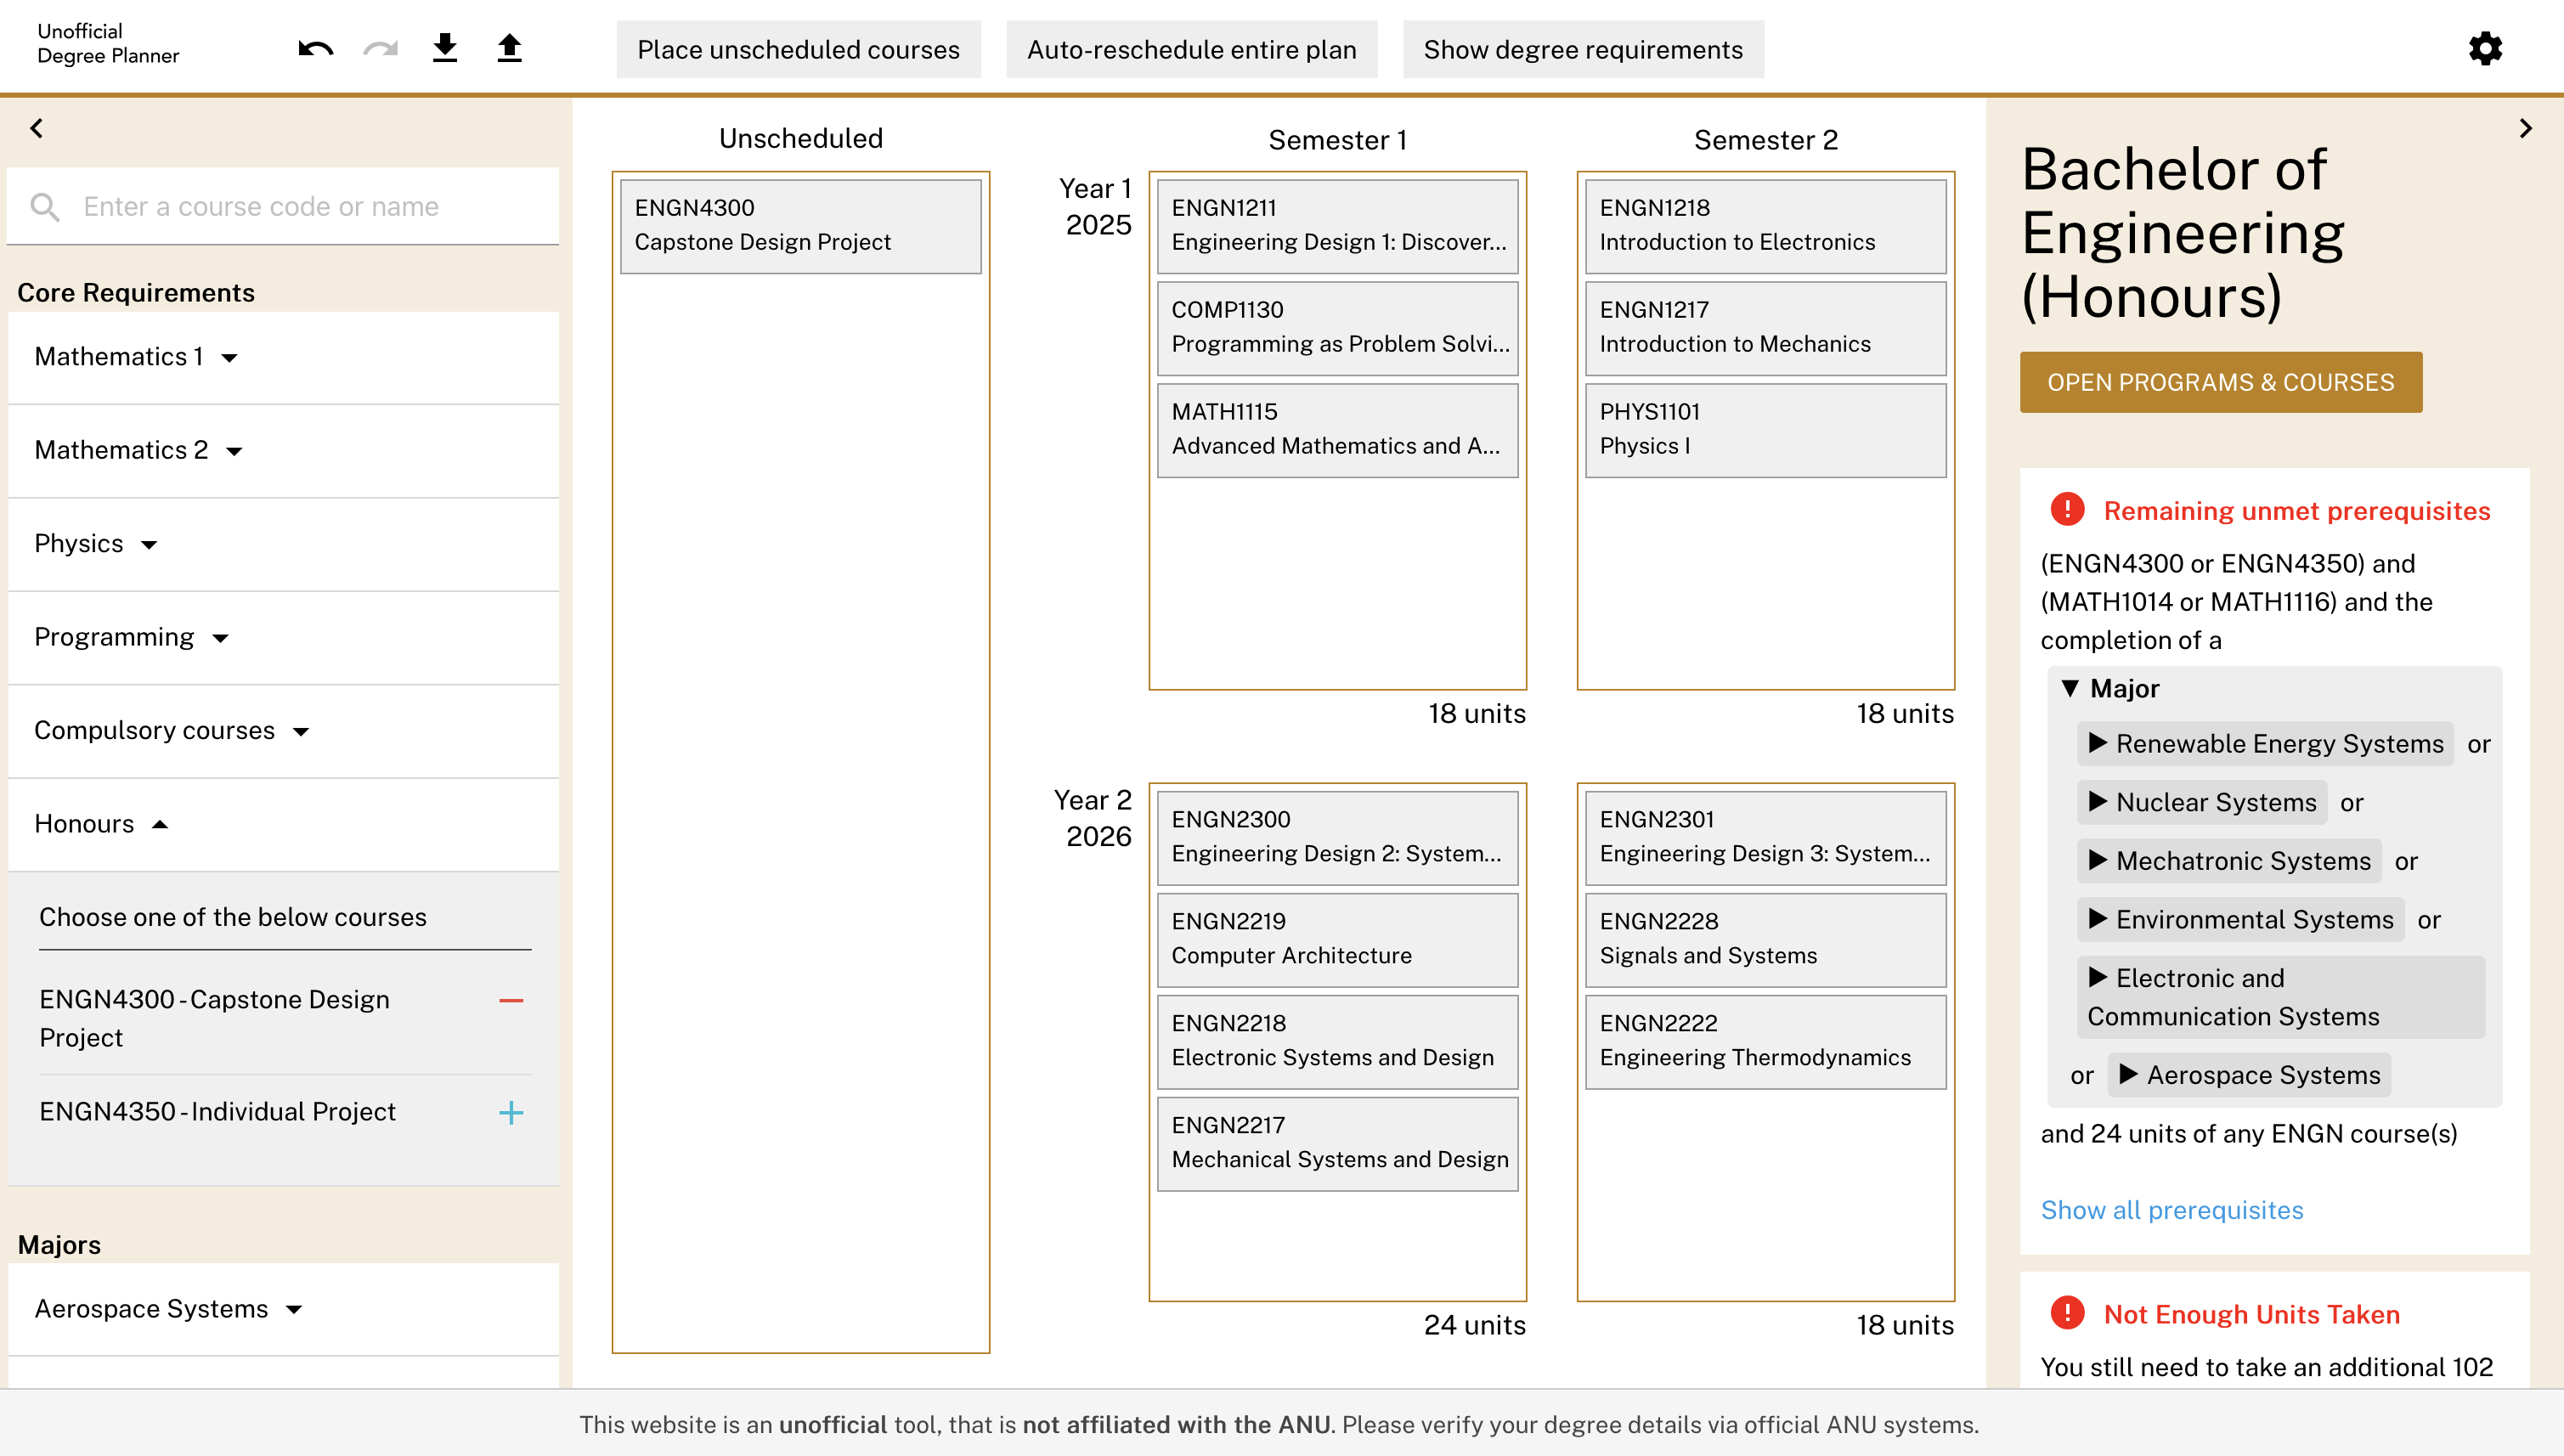 Unofficial
Degree Planner
Place unscheduled courses
Auto-reschedule entire plan
Show degree requirements
Enter a course code or name
Core Requirements
Mathematics 1
Mathematics 2
Physics
Programming
Compulsory courses
Honours
Choose one of the below courses
ENGN4300 - Capstone Design
Project
ENGN4350 - Individual Project
Majors
Aerospace Systems
Unscheduled
ENGN4300
Capstone Design Project
Semester 1
Semester 2
Year 1
2025
ENGN1211
Engineering Design 1: Discover...
COMP1130
Programming as Problem Solvi...
MATH1115
Advanced Mathematics and A...
18 units
ENGN1218
Introduction to Electronics
ENGN1217
Introduction to Mechanics
PHYS1101
Physics I
18 units
Year 2
2026
ENGN2300
Engineering Design 2: System...
ENGN2219
Computer Architecture
ENGN2218
Electronic Systems and Design
ENGN2217
Mechanical Systems and Design
24 units
ENGN2301
Engineering Design 3: System...
ENGN2228
Signals and Systems
ENGN2222
Engineering Thermodynamics
18 units
Bachelor of
Engineering
(Honours)
OPEN PROGRAMS & COURSES
Remaining unmet prerequisites
(ENGN4300 or ENGN4350) and
(MATH1014 or MATH1116) and the
completion of a
Major
Renewable Energy Systems or
Nuclear Systems or
Mechatronic Systems or
Environmental Systems or
Electronic and
Communication Systems
or Aerospace Systems
and 24 units of any ENGN course(s)
Show all prerequisites
Not Enough Units Taken
You still need to take an additional 102
This website is an unofficial tool, that is not affiliated with the ANU. Please verify your degree details via official ANU systems.